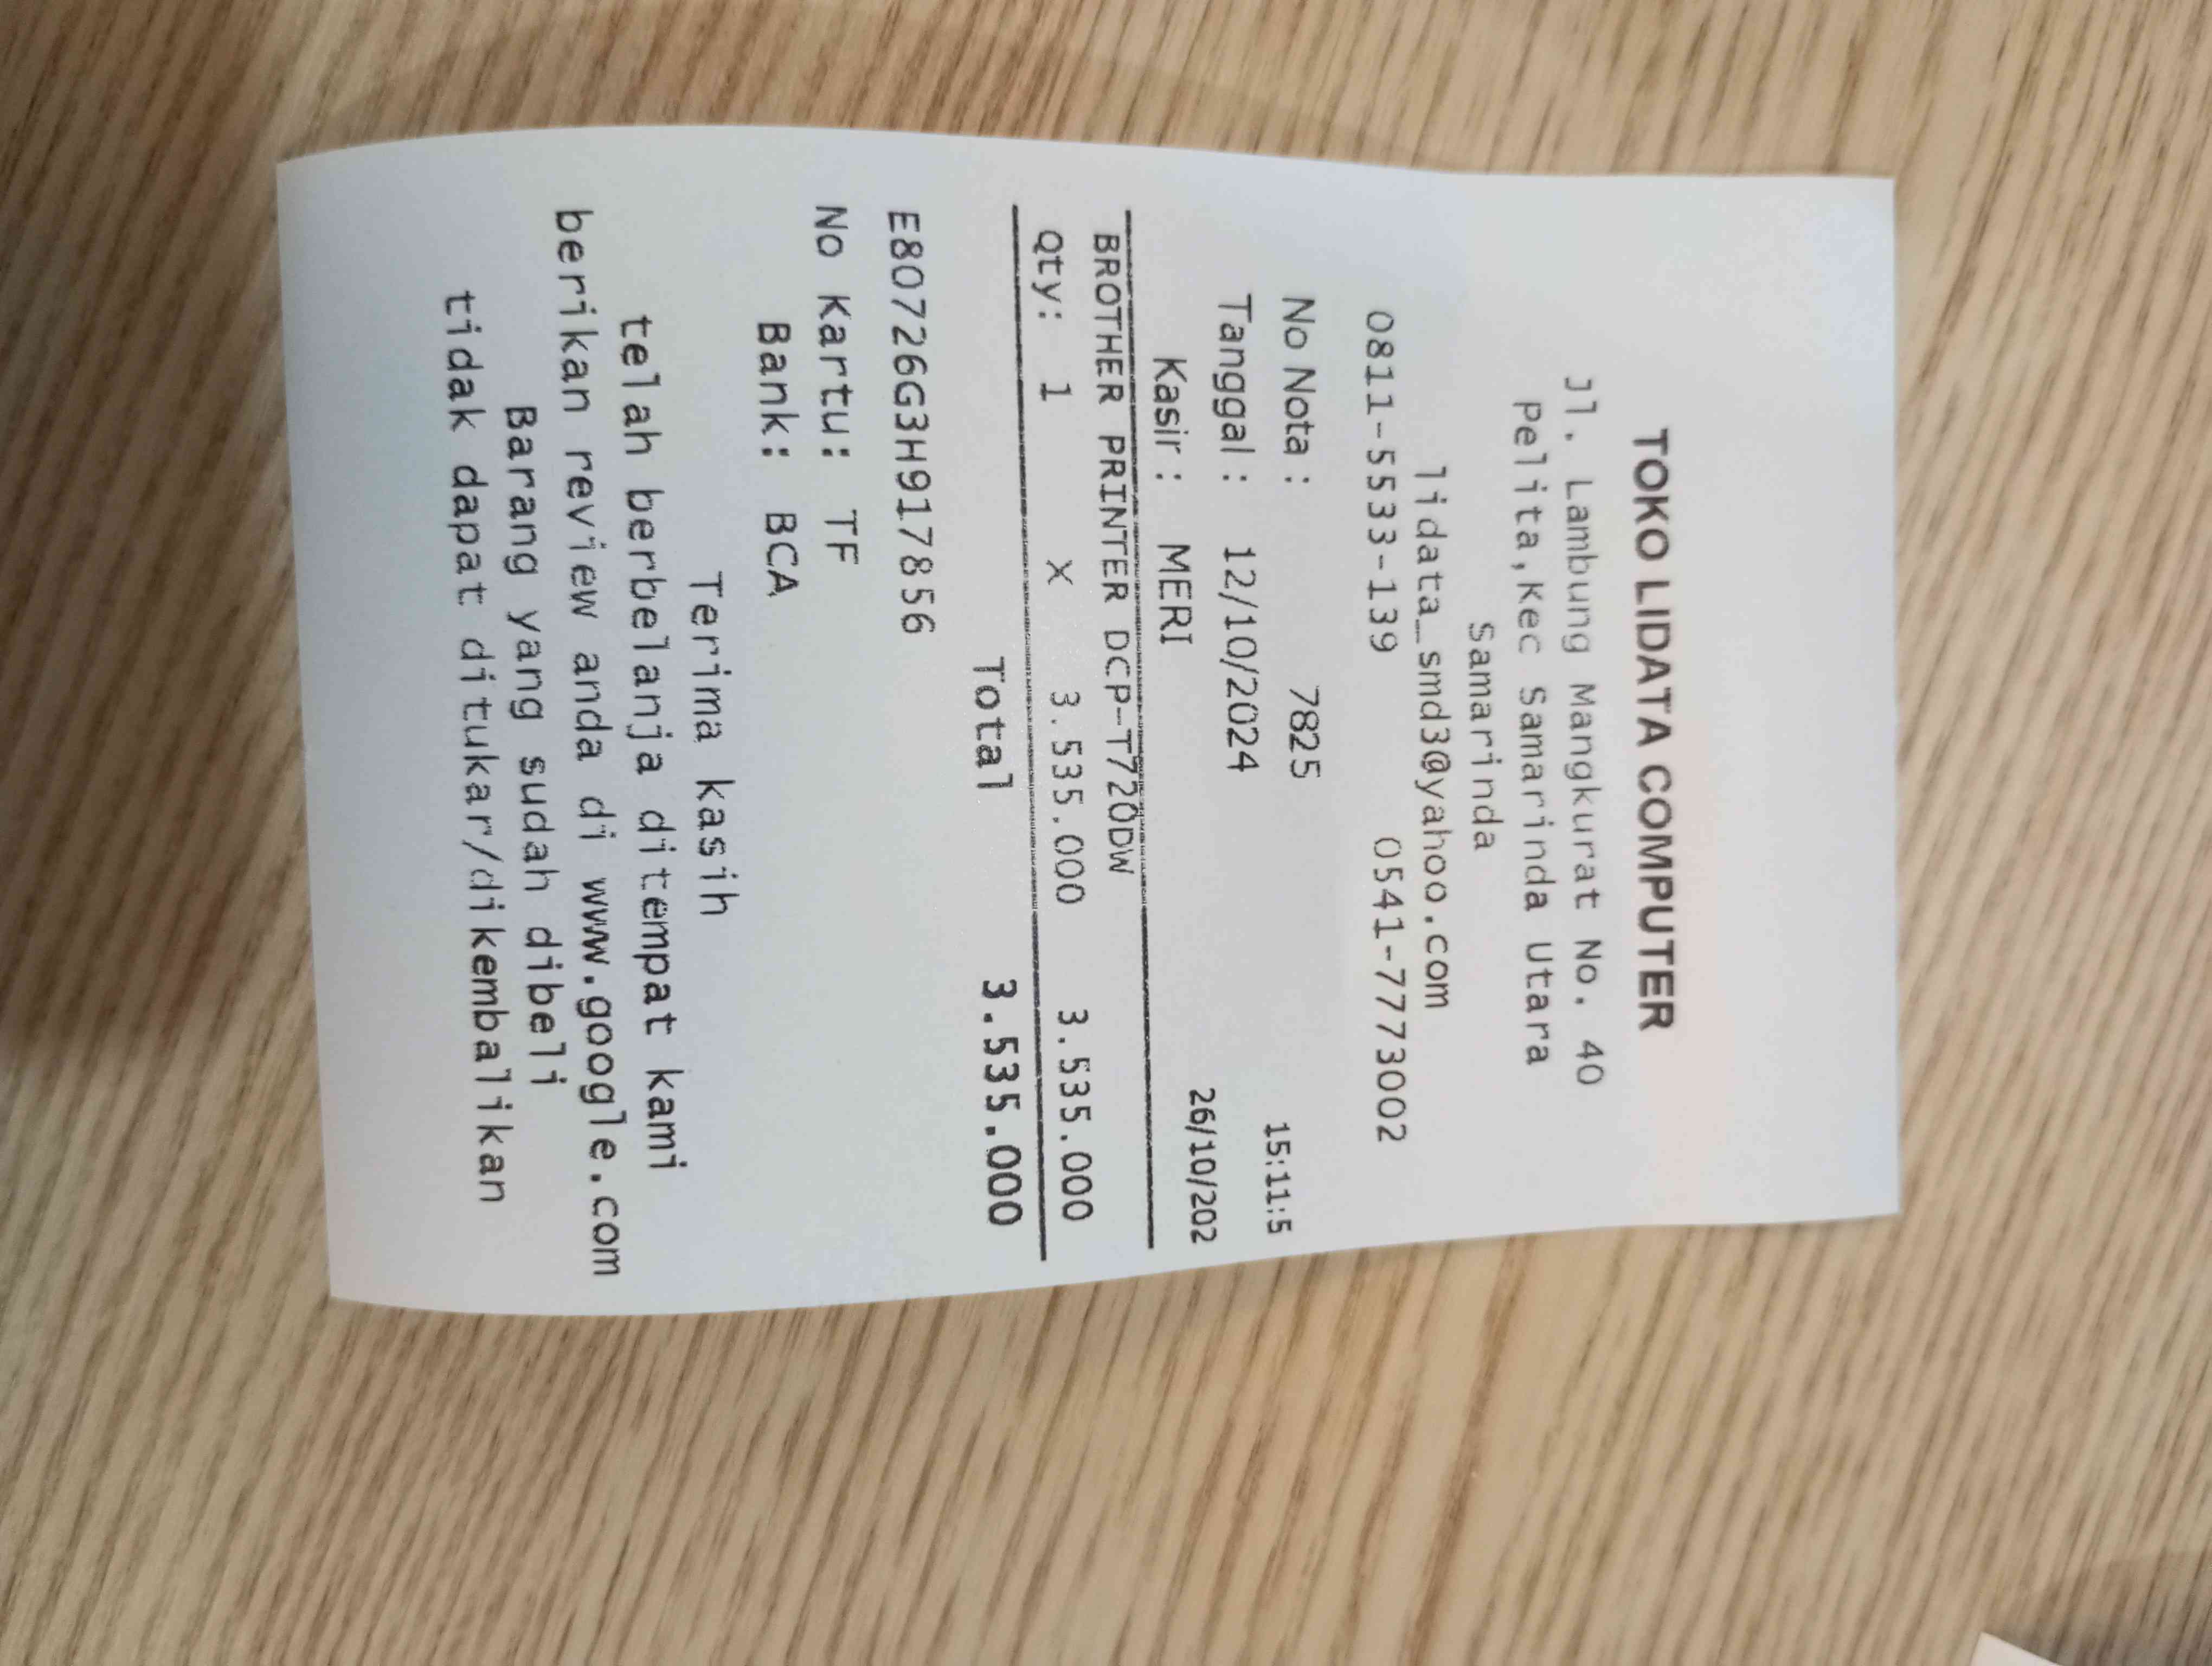 TOKO LIDATA COMPUTER
Jl. Lambung Mangkurat No. 40
Pelita,Kec Samarinda Utara
Samarinda
lidata_smd3@yahoo.com
0811-5533-139 0541-7773002
No Nota : 7825 15:11:5
Tanggal : 12/10/2024
Kasir : MERI 26/10/202
BROTHER PRINTER DCP-T720DW
Qty: 1 X 3.535.000 3.535.000
Total 3.535.000
E80726G3H917856
No Kartu: TF
Bank: BCA
Terima kasih
telah berbelanja ditempat kami
berikan review anda di www.google.com
Barang yang sudah dibeli
tidak dapat ditukar/dikembalikan